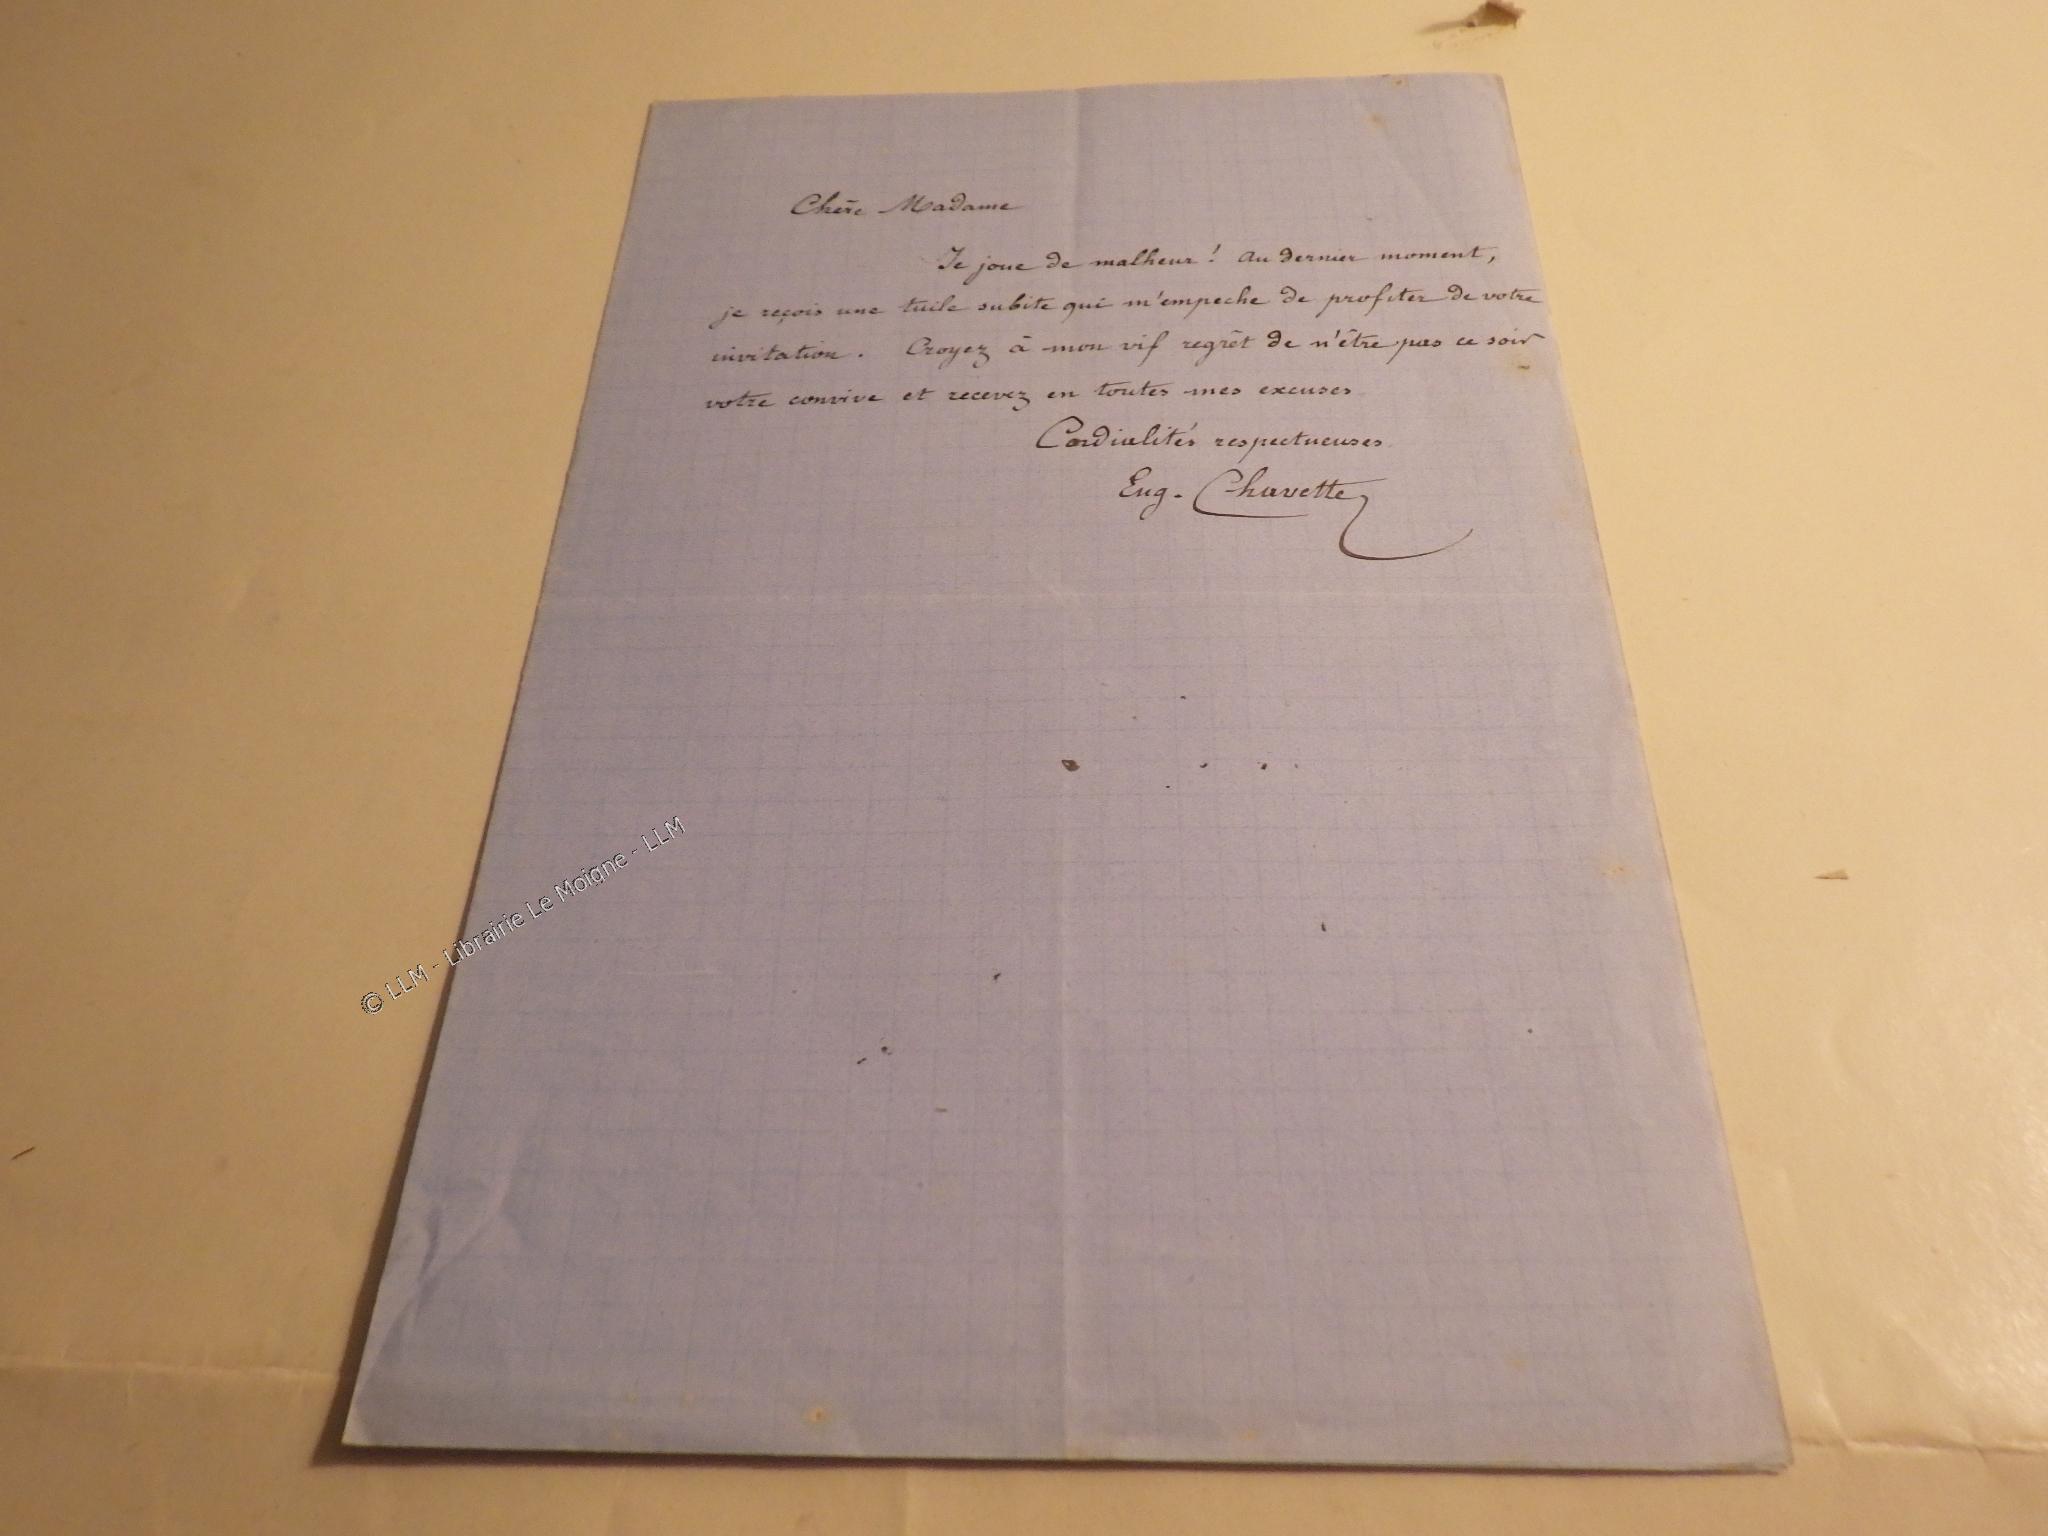 Chère Madame
Je joue de malheur ! Au dernier moment,
je reçois une tuile subite qui m'empeche de profiter de votre
invitation. Croyez à mon vif regrèt de n'être pas ce soir
votre convive et recevez en toutes mes excuses
Cordialités respectueuses
Eug. Chavette
© LLM - Librairie Le Moigne - LLM